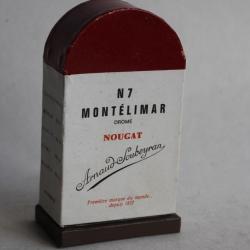 N7
MONTÉLIMAR
DROME
NOUGAT
Arnaud-Soubeyran
Première marque du monde...
depuis 1837